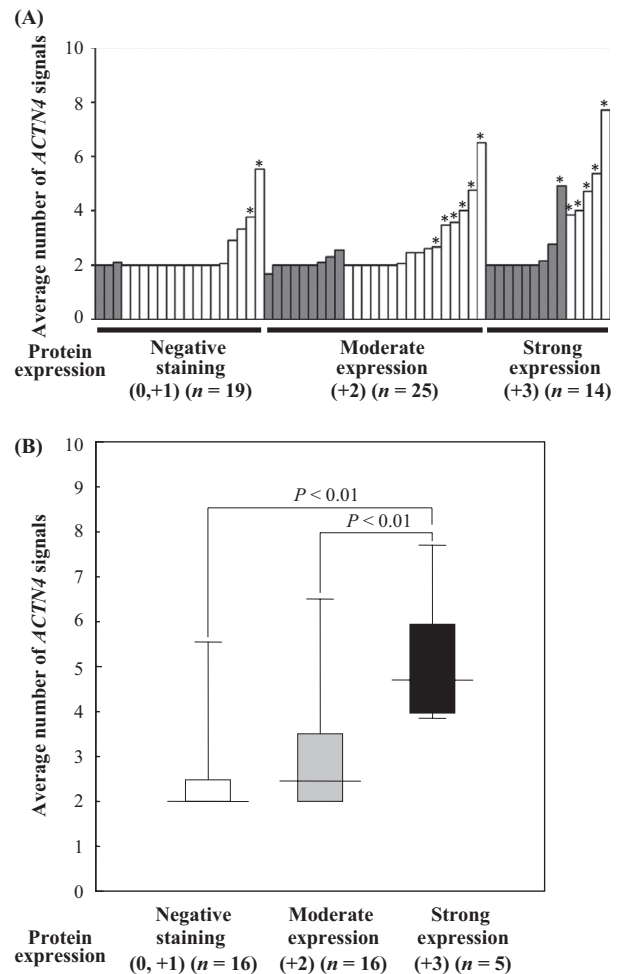 (A)
Average number of ACTN4 signals
10
8
6
4
2
0
* * * * * * * * * * * * * * *
Protein expression
Negative staining (0,+1) (n = 19)
Moderate expression (+2) (n = 25)
Strong expression (+3) (n = 14)
(B)
Average number of ACTN4 signals
10
9
8
7
6
5
4
3
2
1
0
P < 0.01
P < 0.01
Protein expression
Negative staining (0, +1) (n = 16)
Moderate expression (+2) (n = 16)
Strong expression (+3) (n = 5)